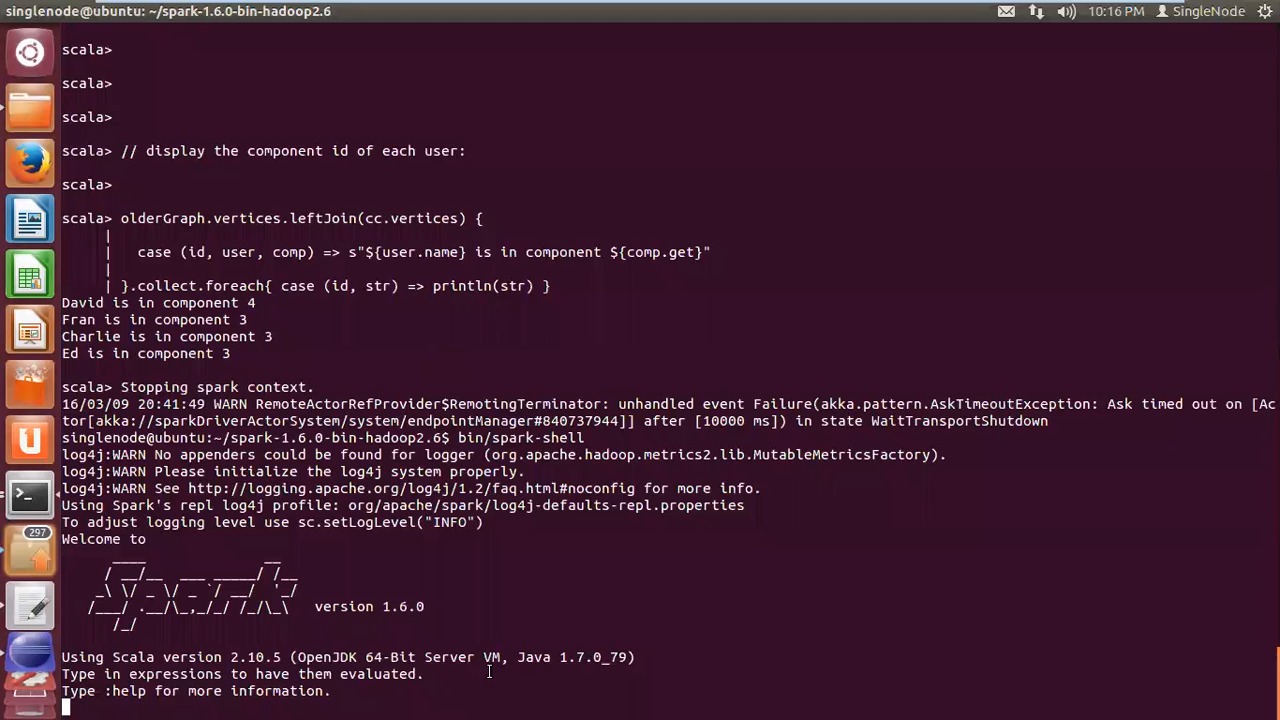 singlenode@ubuntu: ~/spark-1.6.0-bin-hadoop2.6
10:16 PM SingleNode
scala>
scala>
scala>
scala> // display the component id of each user:
scala>
scala> olderGraph.vertices.leftJoin(cc.vertices) {
|
| case (id, user, comp) => s"${user.name} is in component ${comp.get}"
|
| }.collect.foreach{ case (id, str) => println(str) }
David is in component 4
Fran is in component 3
Charlie is in component 3
Ed is in component 3
scala> Stopping spark context.
16/03/09 20:41:49 WARN RemoteActorRefProvider$RemotingTerminator: unhandled event Failure(akka.pattern.AskTimeoutException: Ask timed out on [Ac
tor[akka://sparkDriverActorSystem/system/endpointManager#840737944]] after [10000 ms]) in state WaitTransportShutdown
singlenode@ubuntu:~/spark-1.6.0-bin-hadoop2.6$ bin/spark-shell
log4j:WARN No appenders could be found for logger (org.apache.hadoop.metrics2.lib.MutableMetricsFactory).
log4j:WARN Please initialize the log4j system properly.
log4j:WARN See http://logging.apache.org/log4j/1.2/faq.html#noconfig for more info.
Using Spark's repl log4j profile: org/apache/spark/log4j-defaults-repl.properties
To adjust logging level use sc.setLogLevel("INFO")
Welcome to
Spark version 1.6.0
Using Scala version 2.10.5 (OpenJDK 64-Bit Server VM, Java 1.7.0_79)
Type in expressions to have them evaluated.
Type :help for more information.
297